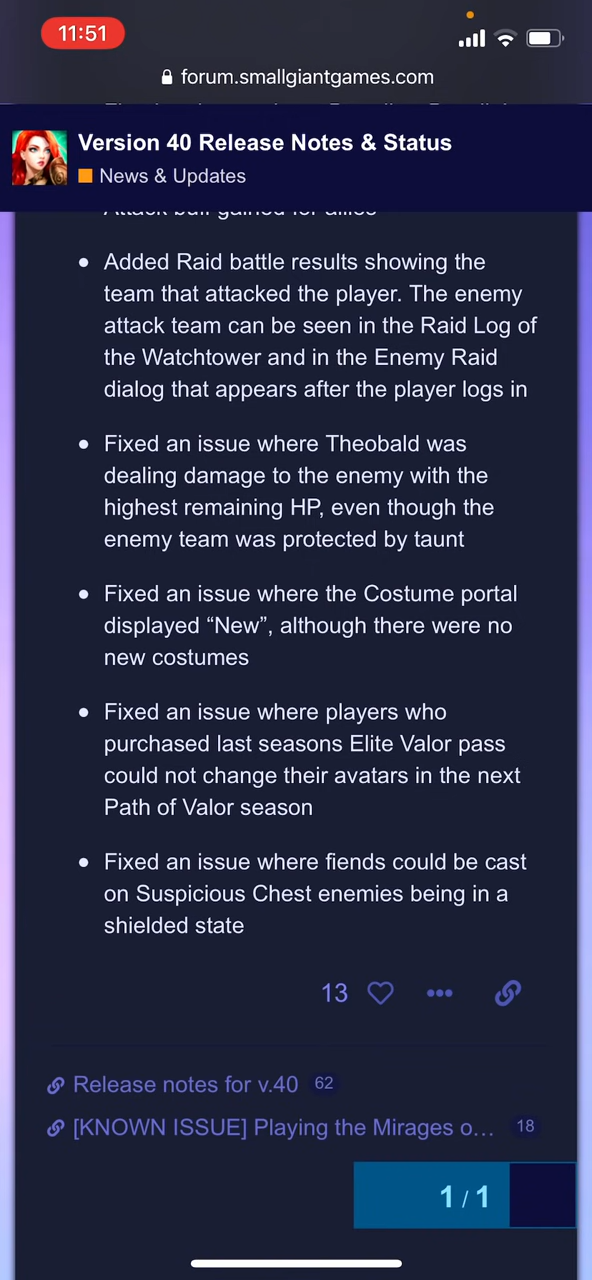 11:51
forum.smallgiantgames.com
Version 40 Release Notes & Status
News & Updates
Attack buff gained for allies
• Added Raid battle results showing the
team that attacked the player. The enemy
attack team can be seen in the Raid Log of
the Watchtower and in the Enemy Raid
dialog that appears after the player logs in
• Fixed an issue where Theobald was
dealing damage to the enemy with the
highest remaining HP, even though the
enemy team was protected by taunt
• Fixed an issue where the Costume portal
displayed “New”, although there were no
new costumes
• Fixed an issue where players who
purchased last seasons Elite Valor pass
could not change their avatars in the next
Path of Valor season
• Fixed an issue where fiends could be cast
on Suspicious Chest enemies being in a
shielded state
13
Release notes for v.40 62
[KNOWN ISSUE] Playing the Mirages o... 18
1 / 1